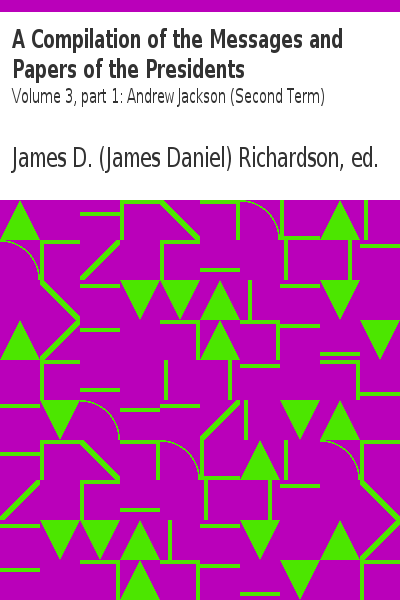 A Compilation of the Messages and
Papers of the Presidents
Volume 3, part 1: Andrew Jackson (Second Term)
James D. (James Daniel) Richardson, ed.